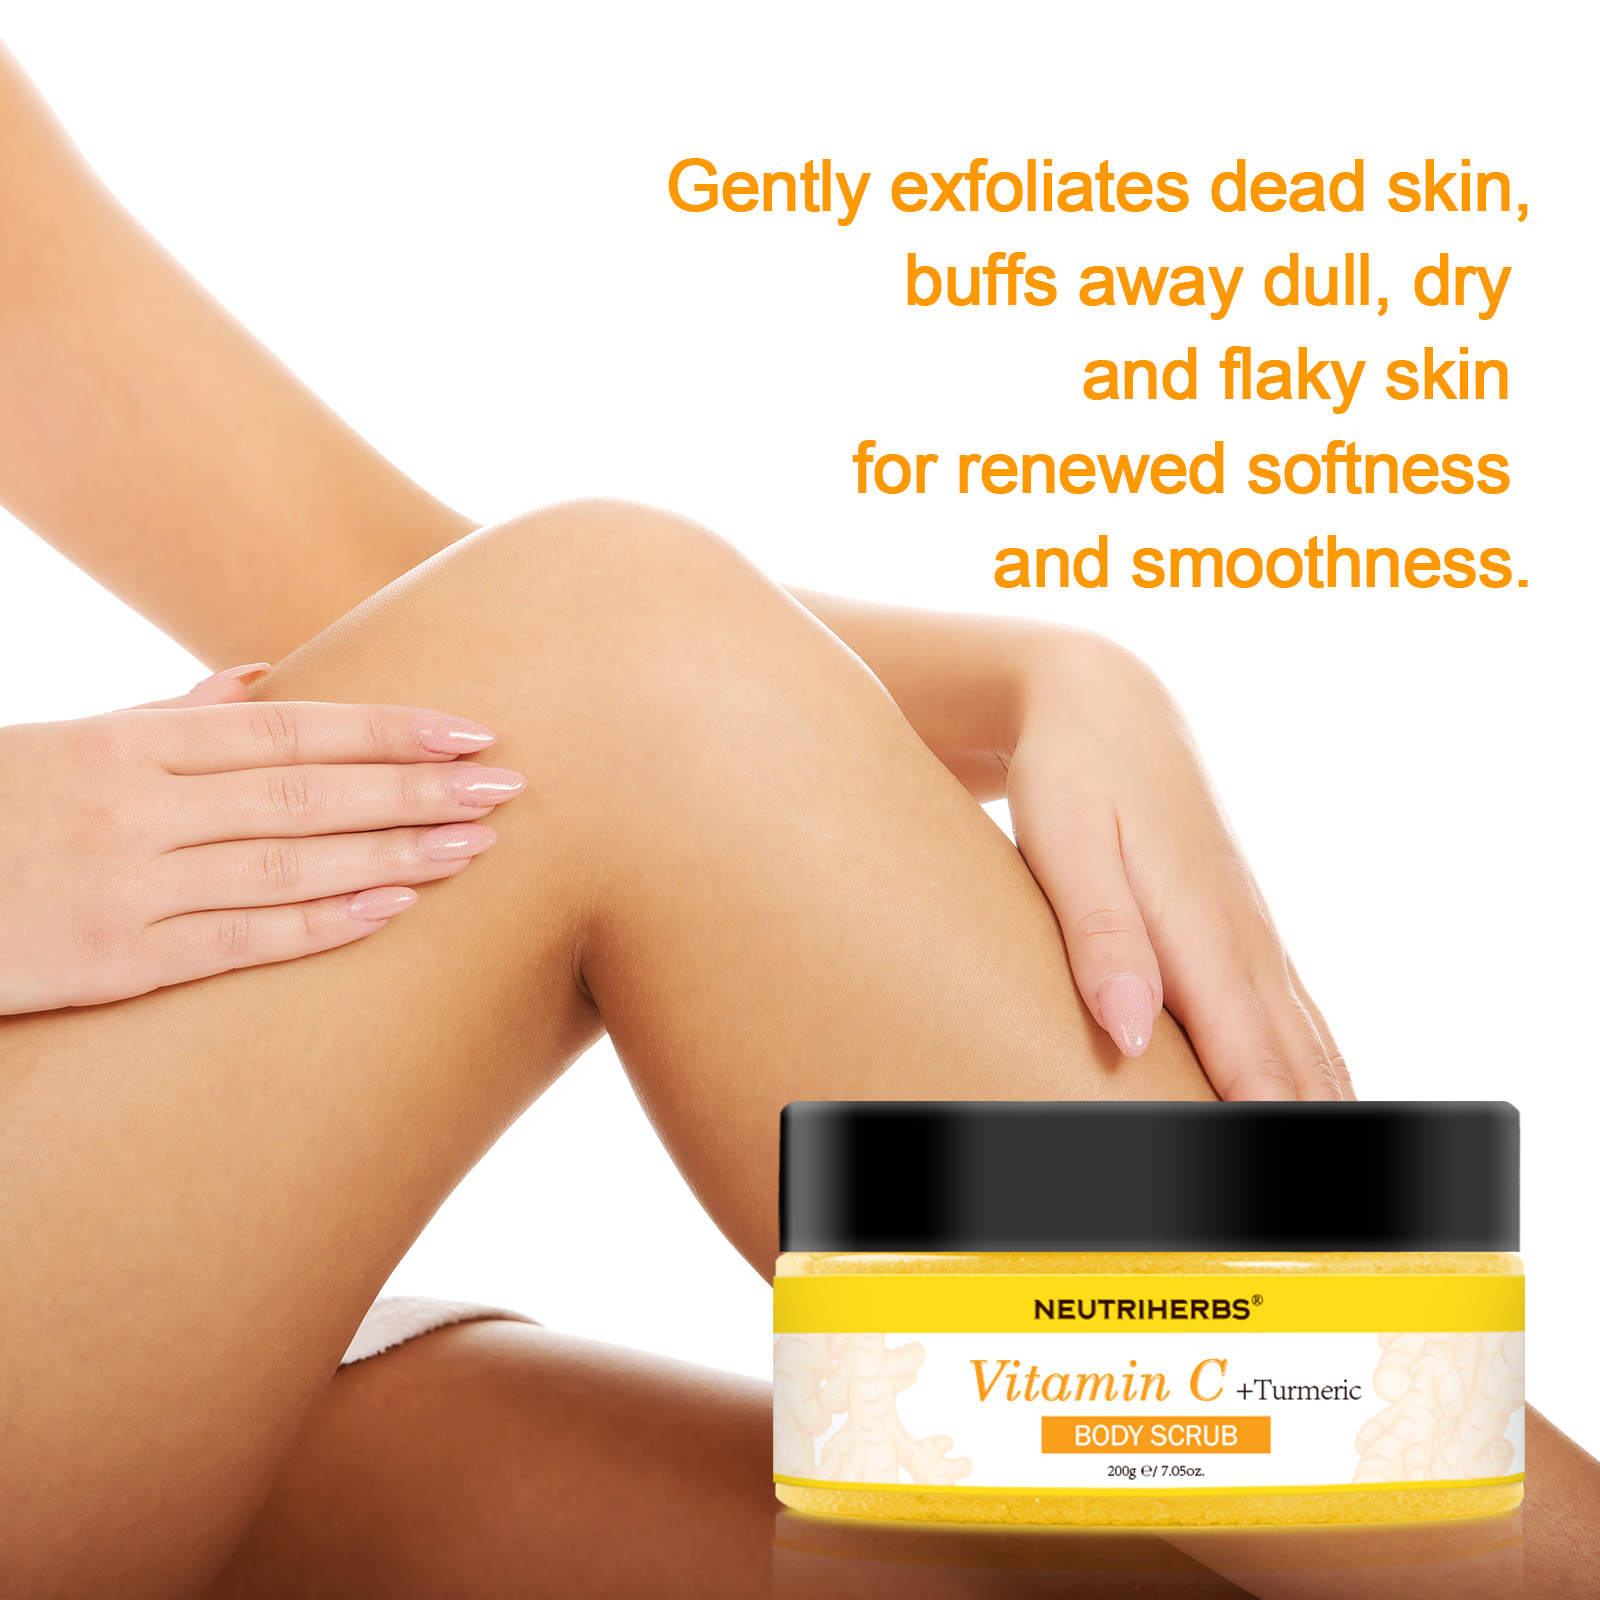 Gently exfoliates dead skin,
buffs away dull, dry
and flaky skin
for renewed softness
and smoothness.
NEUTRIHERBS®
Vitamin C +Turmeric
BODY SCRUB
200g ℮/ 7.05oz.